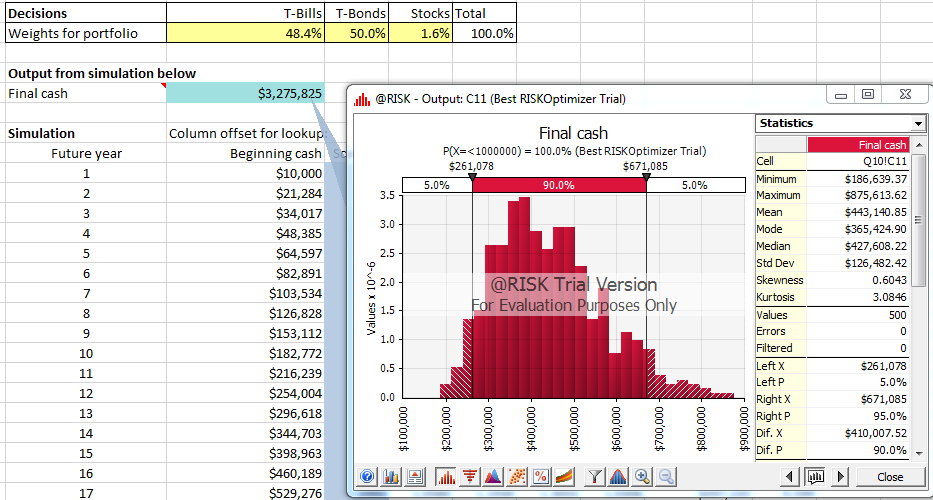 Decisions T-Bills T-Bonds Stocks Total
Weights for portfolio 48.4% 50.0% 1.6% 100.0%
Output from simulation below
Final cash $3,275,825
Simulation Column offset for lookup
Future year Beginning cash
1 $10,000
2 $21,284
3 $34,017
4 $48,385
5 $64,597
6 $82,891
7 $103,534
8 $126,828
9 $153,112
10 $182,772
11 $216,239
12 $254,004
13 $296,618
14 $344,703
15 $398,963
16 $460,189
17 $529,276
@RISK - Output: C11 (Best RISKOptimizer Trial)
Final cash
P(X=<1000000) = 100.0% (Best RISKOptimizer Trial)
$261,078 $671,085
5.0% 90.0% 5.0%
3.5
3.0
2.5
2.0
1.5
1.0
0.5
0.0
Values x 10^-6
@RISK Trial Version
For Evaluation Purposes Only
$100,000 $200,000 $300,000 $400,000 $500,000 $600,000 $700,000 $800,000 $900,000
Statistics
Final cash
Cell Q10!C11
Minimum $186,639.37
Maximum $875,613.62
Mean $443,140.85
Mode $365,424.90
Median $427,608.22
Std Dev $126,482.42
Skewness 0.6043
Kurtosis 3.0846
Values 500
Errors 0
Filtered 0
Left X $261,078
Left P 5.0%
Right X $671,085
Right P 95.0%
Dif. X $410,007.52
Dif. P 90.0%
Close